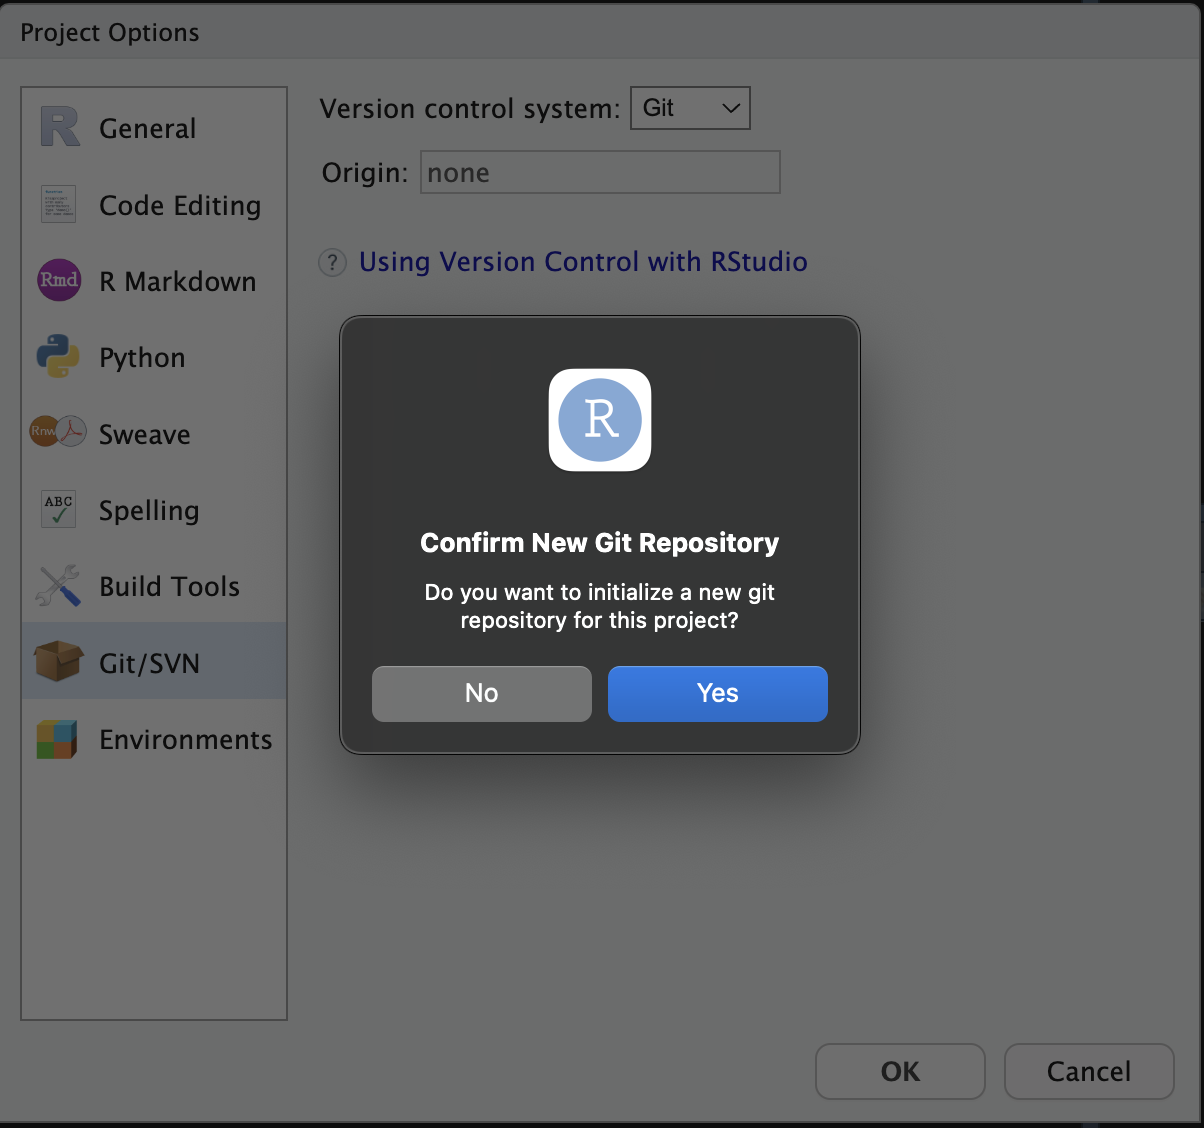 Project Options
General
Code Editing
Rmd
R Markdown
Python
Rnw
Sweave
ABC
Spelling
Build Tools
Git/SVN
Environments
Version control system: Git
Origin: none
? Using Version Control with RStudio
R
Confirm New Git Repository
Do you want to initialize a new git
repository for this project?
No Yes
OK Cancel